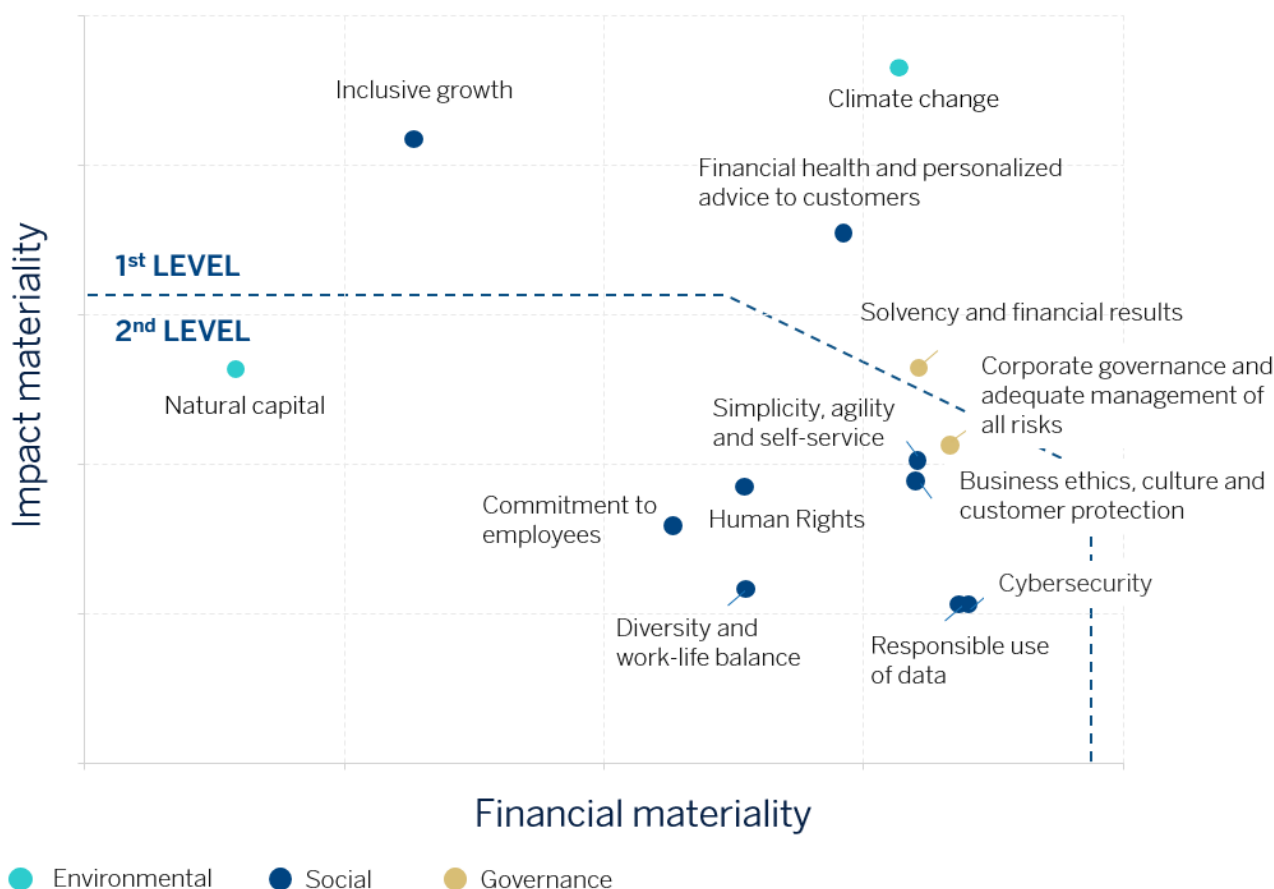 Inclusive growth
Climate change
Financial health and personalized
advice to customers
1st LEVEL
2nd LEVEL
Solvency and financial results
Natural capital
Corporate governance and
adequate management of
all risks
Simplicity, agility
and self-service
Commitment to
employees
Human Rights
Business ethics, culture and
customer protection
Cybersecurity
Diversity and
work-life balance
Responsible use
of data
Impact materiality
Financial materiality
Environmental
Social
Governance